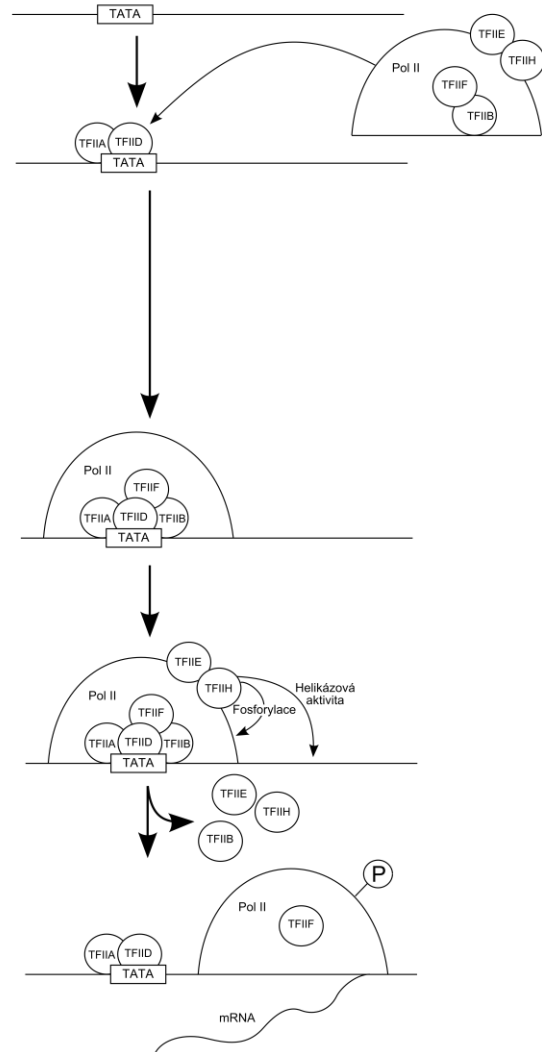 TATA
TFIIE
TFIIH
Pol II
TFIIF
TFIIB
TFIIA
TFIID
TATA
Pol II
TFIIF
TFIIA
TFIID
TFIIB
TATA
TFIIE
Helikázová
aktivita
TFIIH
Pol II
Fosforylace
TFIIF
TFIIA
TFIID
TFIIB
TATA
TFIIE
TFIIH
TFIIB
P
Pol II
TFIIF
TFIIA
TFIID
TATA
mRNA